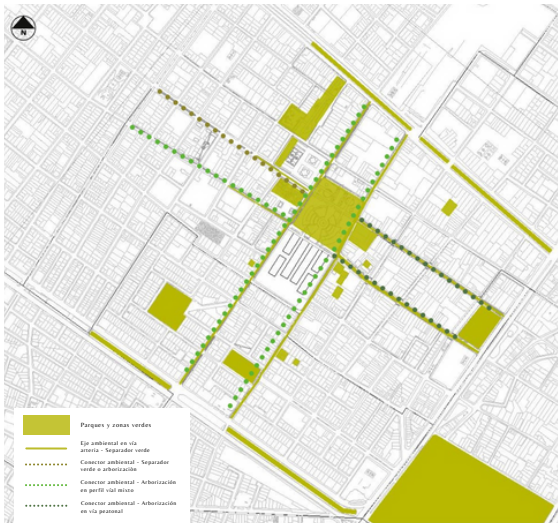 N
Parques y zonas verdes
Eje ambiental en vía
arteria - Separador verde
Conector ambiental - Separador
verde o arborización
Conector ambiental - Arborización
en perfil vial mixto
Conector ambiental - Arborización
en vía peatonal